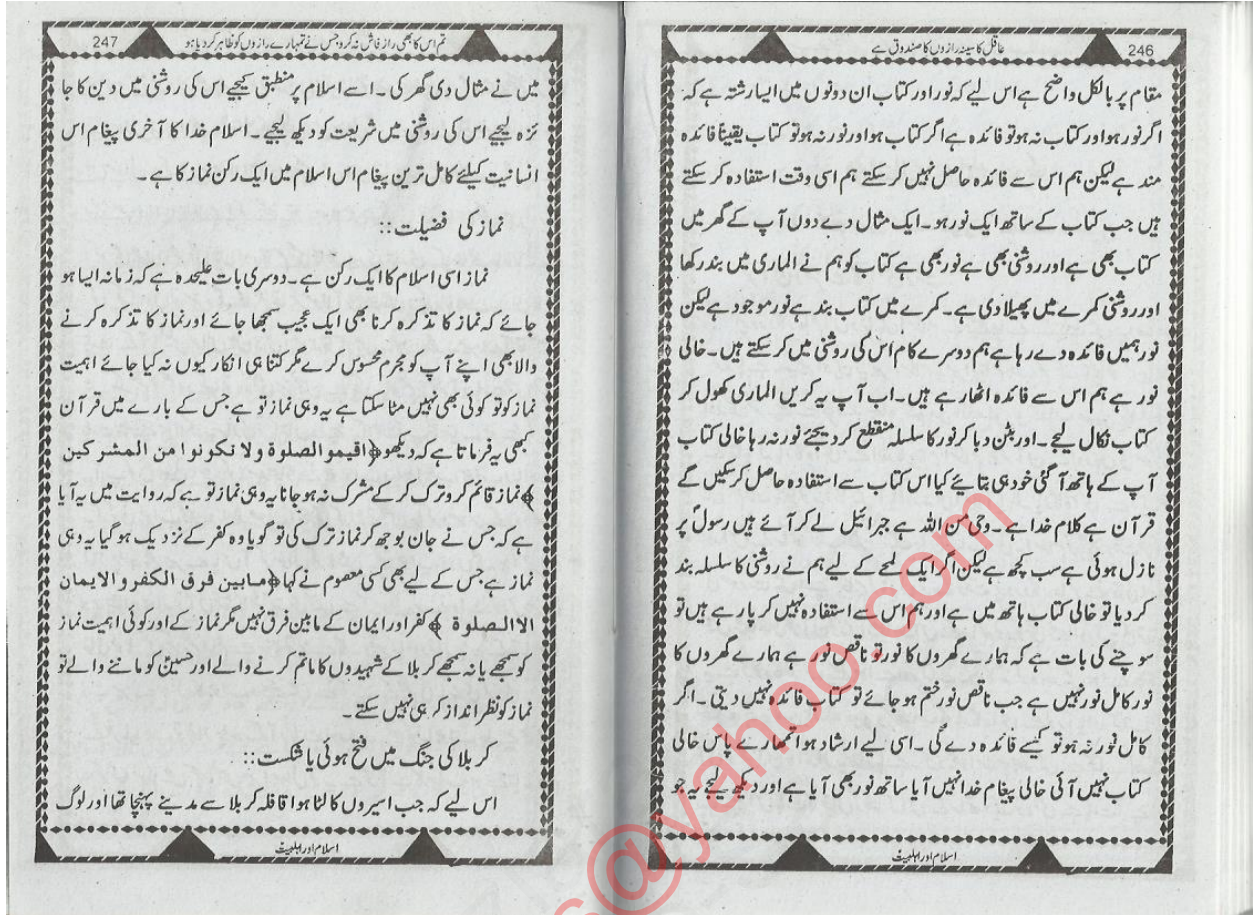 246
عاقل کا سینہ رازوں کا صندوق ہے
مقام پر بالکل واضح ہے اس لیے کہ نور اور کتاب ان دونوں میں ایسا رشتہ ہے کہ
اگر نور ہو اور کتاب نہ ہو تو فائدہ ہے اگر کتاب ہو اور نور نہ ہو تو کتاب یقیناً فائدہ
مند ہے لیکن ہم اس سے فائدہ حاصل نہیں کر سکتے ہم اسی وقت استفادہ کر سکتے
ہیں جب کتاب کے ساتھ ایک نور ہو۔ ایک مثال دے دوں آپ کے گھر میں
کتاب بھی ہے اور روشنی بھی ہے نور بھی ہے کتاب کو ہم نے الماری میں بند رکھا
اور روشنی کمرے میں پھیلا دی ہے۔ کمرے میں کتاب بند ہے نور موجود ہے لیکن
نور ہمیں فائدہ دے رہا ہے ہم دوسرے کام اس کی روشنی میں کر سکتے ہیں۔ خالی
نور ہے ہم اس سے فائدہ اٹھا رہے ہیں۔ اب آپ یہ کریں الماری کھول کر
کتاب نکال لیجے۔ اور بٹن دبا کر نور کا سلسلہ منقطع کر دیجئے نور نہ رہا خالی کتاب
آپ کے ہاتھ آ گئی خود ہی بتائیے کیا اس کتاب سے استفادہ حاصل کر سکیں گے
قرآن ہے کلام خدا ہے۔ وحی من اللہ ہے جبرائیل لے کر آئے ہیں رسولؐ پر
نازل ہوئی ہے سب کچھ ہے لیکن اگر ایک لمحے کے لیے ہم نے روشنی کا سلسلہ بند
کر دیا تو خالی کتاب ہاتھ میں ہے اور ہم اس سے استفادہ نہیں کر پا رہے ہیں تو
سوچنے کی بات ہے کہ ہمارے گھروں کا نور تو ناقص نور ہے ہمارے گھروں کا
نور کامل نور نہیں ہے جب ناقص نور ختم ہو جائے تو کتاب فائدہ نہیں دیتی۔ اگر
کامل نور نہ ہو تو کیسے فائدہ دے گی۔ اسی لیے ارشاد ہوا تمھارے پاس خالی
کتاب نہیں آئی خالی پیغام خدا نہیں آیا ساتھ نور بھی آیا ہے اور دیکھ لیجے یہ جو
اسلام اور اہلبیتؑ
247
تم اس کا بھی راز فاش نہ کرو جس نے تمہارے رازوں کو ظاہر کر دیا ہو
میں نے مثال دی گھر کی۔ اسے اسلام پر منطبق کیجیے اس کی روشنی میں دین کا جا
ئزہ لیجیے اس کی روشنی میں شریعت کو دیکھ لیجیے۔ اسلام خدا کا آخری پیغام اس
انسانیت کیلئے کامل ترین پیغام اس اسلام میں ایک رکن نماز کا ہے۔
نماز کی فضیلت::
نماز اسی اسلام کا ایک رکن ہے۔ دوسری بات علیحدہ ہے کہ زمانہ ایسا ہو
جائے کہ نماز کا تذکرہ کرنا بھی ایک عجیب سمجھا جائے اور نماز کا تذکرہ کرنے
والا بھی اپنے آپ کو مجرم محسوس کرے مگر کتنا ہی انکار کیوں نہ کیا جائے اہمیت
نماز کو تو کوئی بھی نہیں مٹا سکتا ہے یہ وہی نماز تو ہے جس کے بارے میں قرآن
کبھی یہ فرماتا ہے کہ دیکھو ﴿اقیموالصلوۃ ولا تکونوا من المشرکین
﴾ نماز قائم کرو ترک کر کے مشرک نہ ہو جانا یہ وہی نماز تو ہے کہ روایت میں یہ آیا
ہے کہ جس نے جان بوجھ کر نماز ترک کی تو گویا وہ کفر کے نزدیک ہو گیا یہ وہی
نماز ہے جس کے لیے بھی کسی معصوم نے کہا ﴿مابین فرق الکفر و الایمان
الا الصلوۃ﴾ کفر اور ایمان کے مابین فرق نہیں مگر نماز کے اور کوئی اہمیت نماز
کو سمجھے یا نہ سمجھے کربلا کے شہیدوں کا ماتم کرنے والے اور حسینؑ کو ماننے والے تو
نماز کو نظر انداز کر ہی نہیں سکتے۔
کربلا کی جنگ میں فتح ہوئی یا شکست::
اس لیے کہ جب اسیروں کا لٹا ہوا قافلہ کربلا سے مدینے پہنچا تھا اور لوگ
اسلام اور اہلبیتؑ
s@yahoo.com